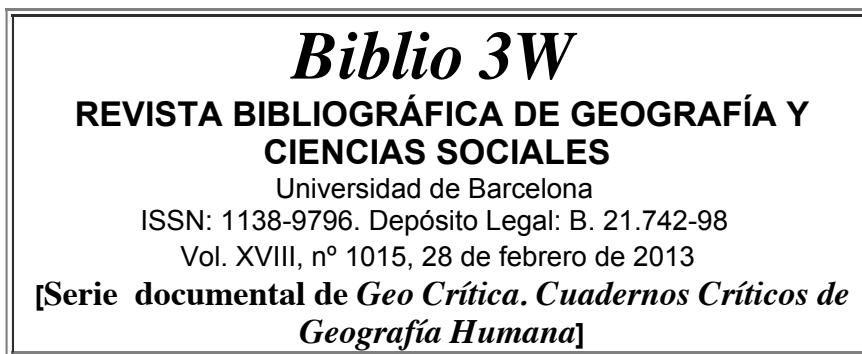 Biblio 3W
REVISTA BIBLIOGRÁFICA DE GEOGRAFÍA Y
CIENCIAS SOCIALES
Universidad de Barcelona
ISSN: 1138-9796. Depósito Legal: B. 21.742-98
Vol. XVIII, nº 1015, 28 de febrero de 2013
[Serie documental de Geo Crítica. Cuadernos Críticos de
Geografía Humana]